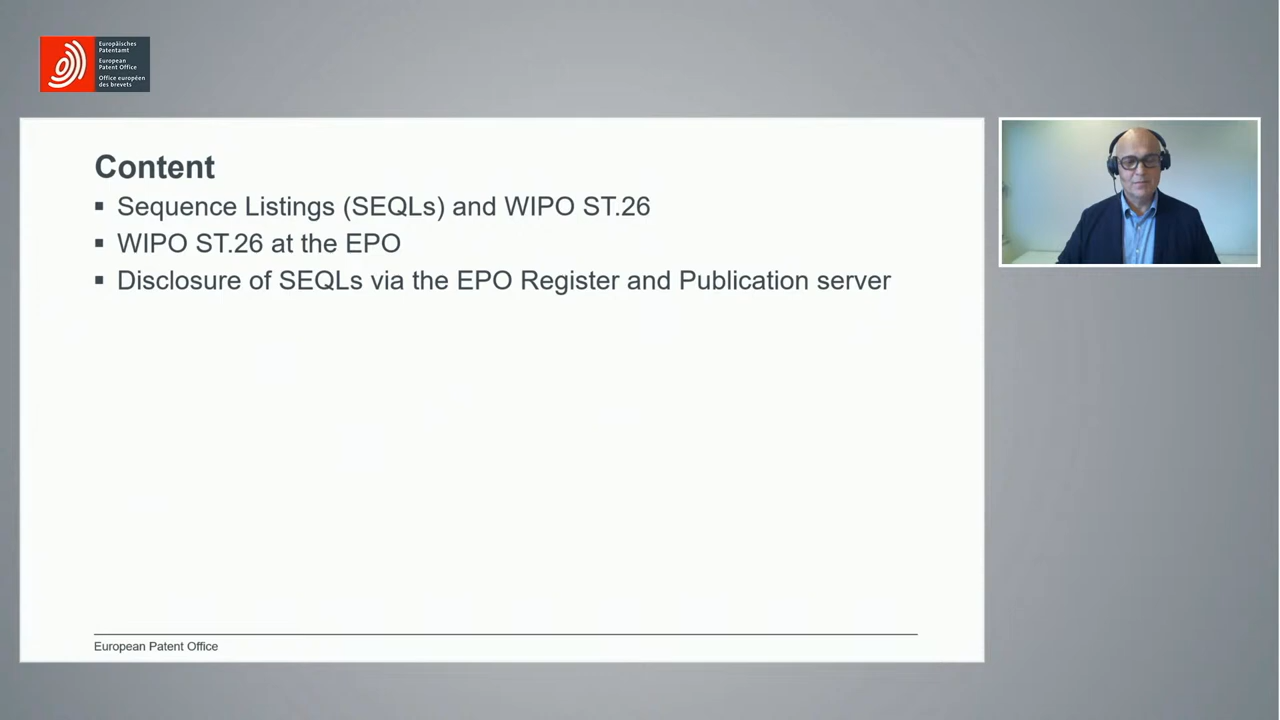 Europäisches
Patentamt
European
Patent Office
Office européen
des brevets
Content
▪ Sequence Listings (SEQLs) and WIPO ST.26
▪ WIPO ST.26 at the EPO
▪ Disclosure of SEQLs via the EPO Register and Publication server
European Patent Office